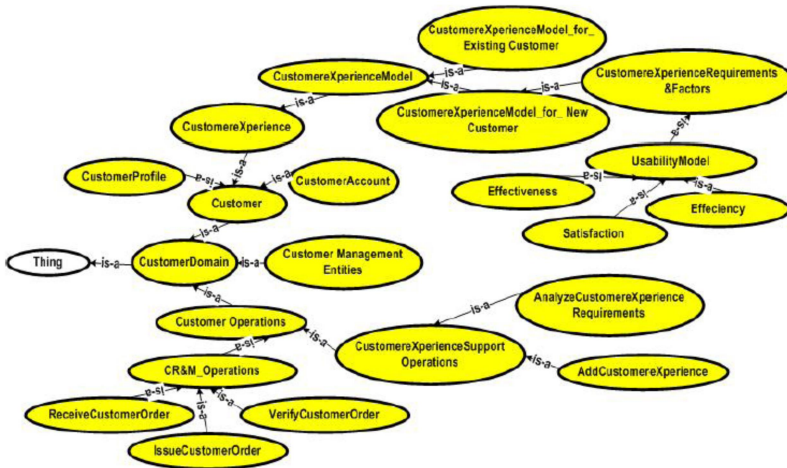 CustomereXperienceModel_for_
Existing Customer
is-a
CustomereXperienceModel
is-a
CustomereXperienceRequirements
&Factors
is-a
is-a
CustomereXperienceModel_for_ New
Customer
CustomereXperience
is-a
is-a
UsabilityModel
is-a
CustomerProfile
is-a
is-a
CustomerAccount
Effectiveness
is-a
is-a
Customer
is-a
Effeciency
Satisfaction
is-a
Thing
is-a
CustomerDomain
is-a
Customer Management
Entities
is-a
AnalyzeCustomereXperience
Requirements
is-a
Customer Operations
is-a
is-a
CustomereXperienceSupport
Operations
CR&M_Operations
is-a
AddCustomereXperience
is-a
ReceiveCustomerOrder
is-a
is-a
VerifyCustomerOrder
IssueCustomerOrder